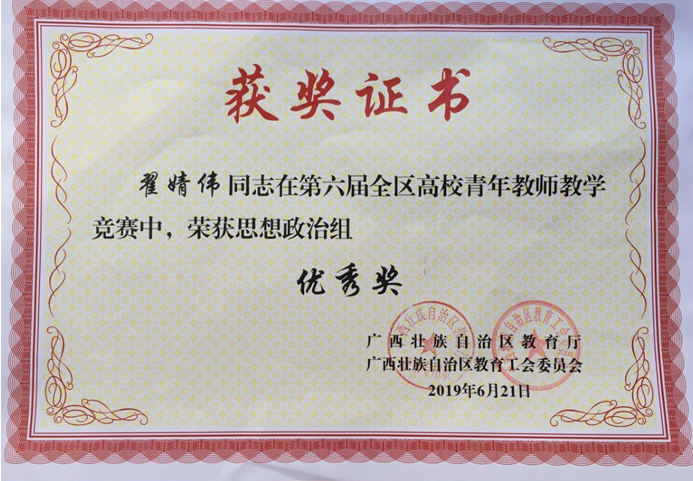 获奖证书
翟婧伟同志在第六届全区高校青年教师教学
竞赛中，荣获思想政治组
优秀奖
广西壮族自治区教育厅
广西壮族自治区教育工会委员会
2019年6月21日